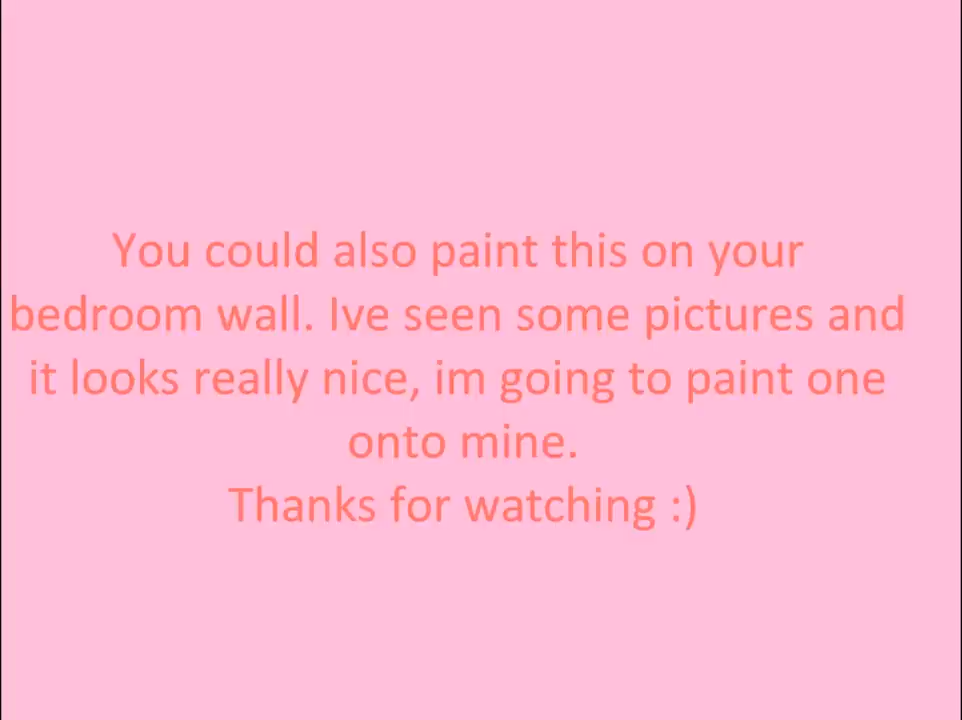 You could also paint this on your
bedroom wall. Ive seen some pictures and
it looks really nice, im going to paint one
onto mine.
Thanks for watching :)